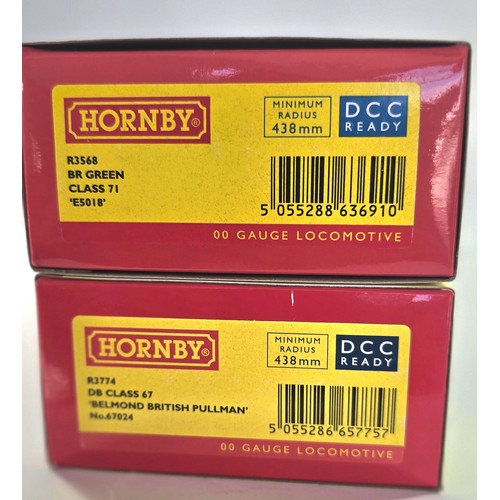 HORNBY®
MINIMUM
RADIUS
438mm
DCC
READY
R3568
BR GREEN
CLASS 71
'E5018'
5 055288 636910
00 GAUGE LOCOMOTIVE
HORNBY®
MINIMUM
RADIUS
438mm
DCC
READY
R3774
DB CLASS 67
'BELMOND BRITISH PULLMAN'
No.67024
5 055286 657757
00 GAUGE LOCOMOTIVE